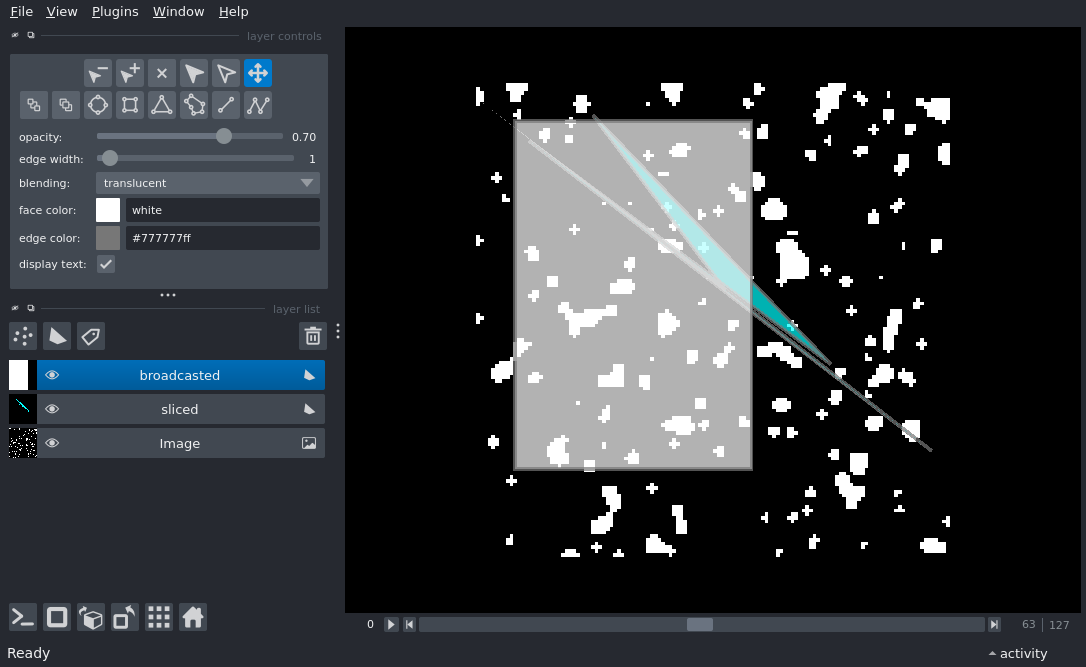 File View Plugins Window Help
layer controls
opacity: 0.70
edge width: 1
blending: translucent
face color: white
edge color: #777777ff
display text:
layer list
broadcasted
sliced
Image
0 63 127
Ready activity